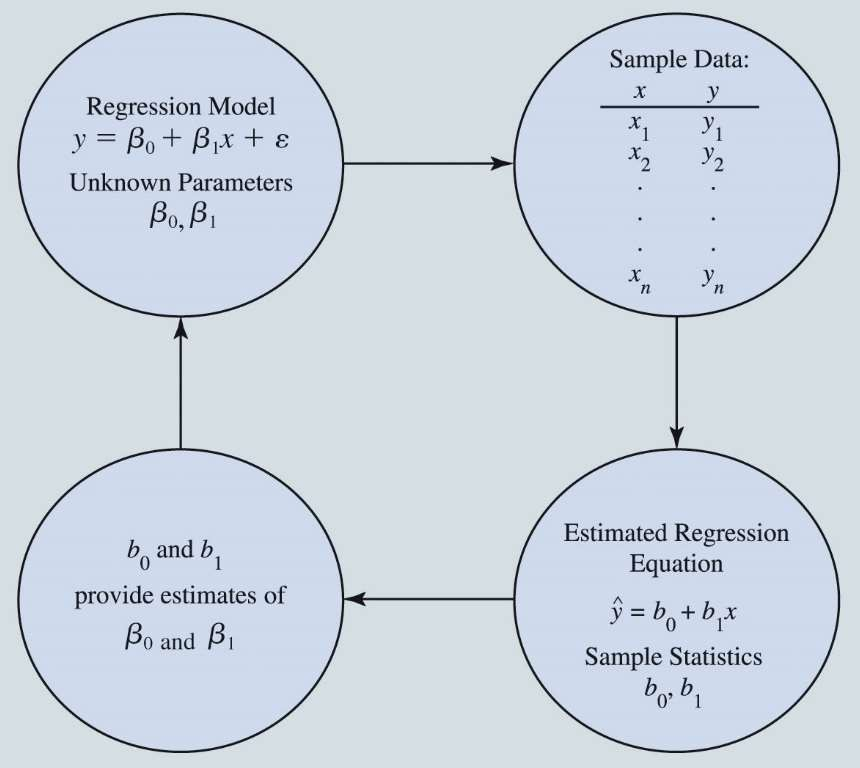 Regression Model
y = β₀ + β₁x + ε
Unknown Parameters
β₀, β₁
Sample Data:
x y
x₁ y₁
x₂ y₂
. .
. .
. .
xₙ yₙ
Estimated Regression
Equation
ŷ = b₀ + b₁x
Sample Statistics
b₀, b₁
b₀ and b₁
provide estimates of
β₀ and β₁